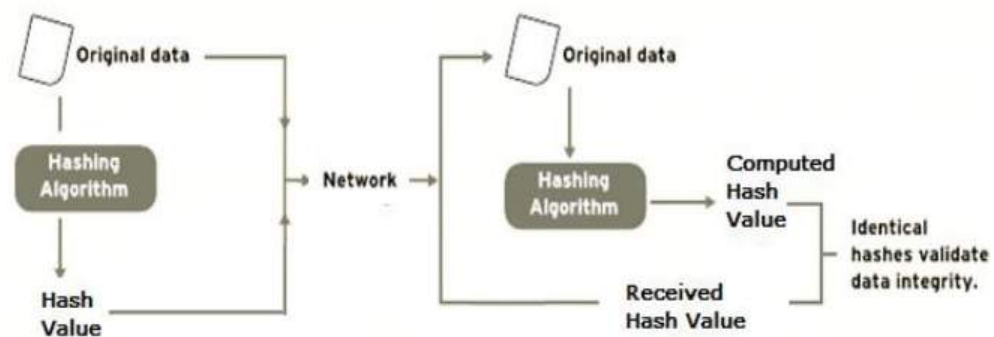 Original data
Hashing
Algorithm
Hash
Value
Network
Original data
Hashing
Algorithm
Computed
Hash
Value
Received
Hash Value
Identical
hashes validate
data integrity.